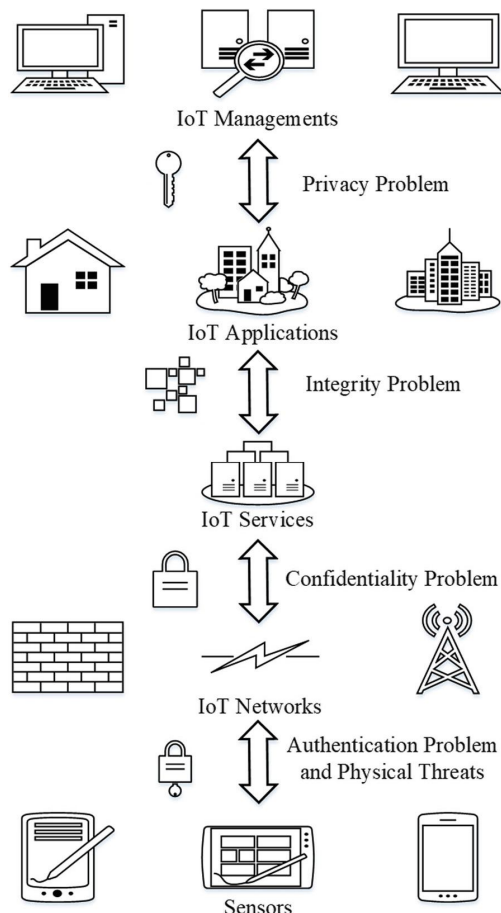 IoT Managements
Privacy Problem
IoT Applications
Integrity Problem
IoT Services
Confidentiality Problem
IoT Networks
Authentication Problem
and Physical Threats
Sensors